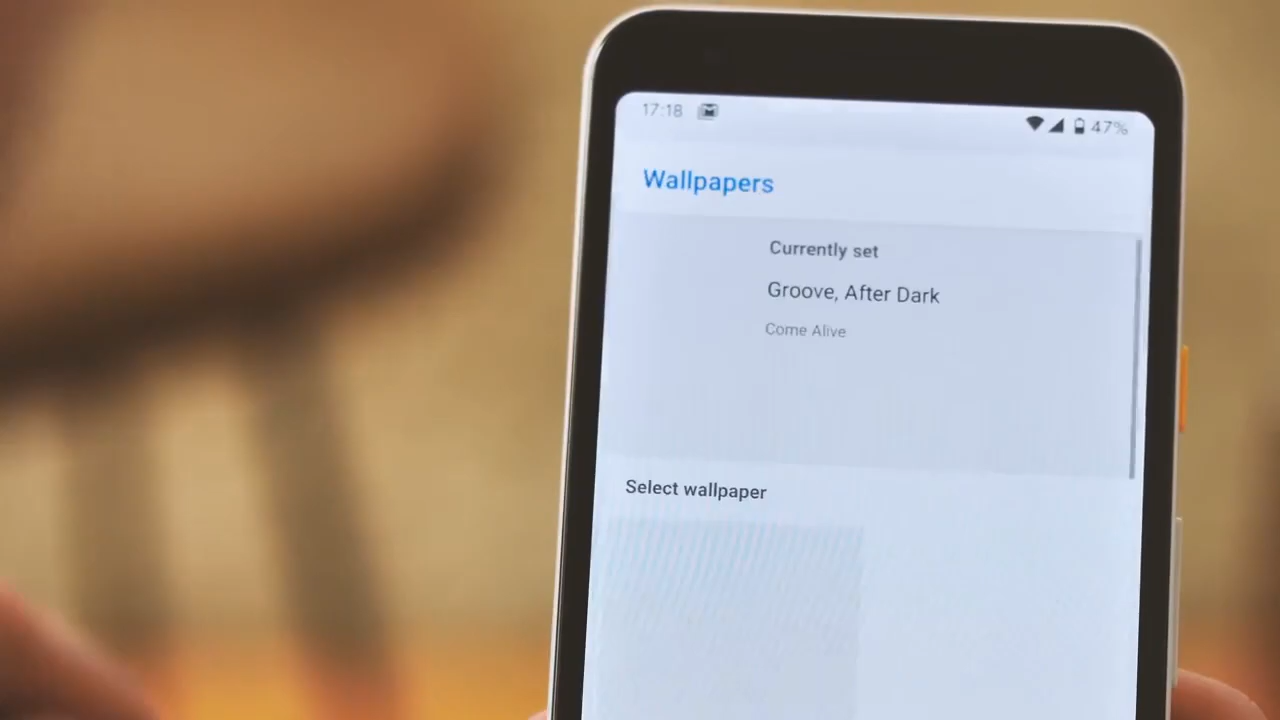 17:18 47%
Wallpapers
Currently set
Groove, After Dark
Come Alive
Select wallpaper